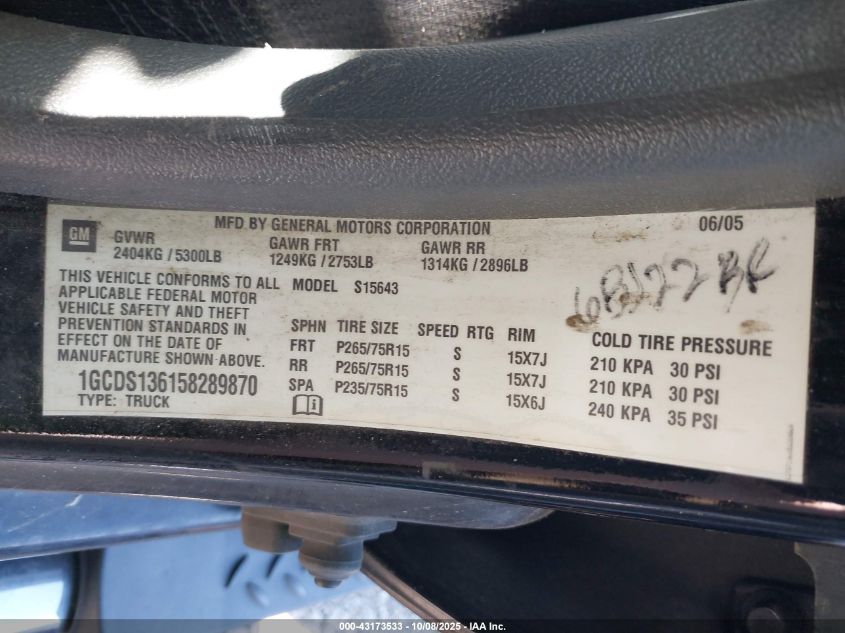 GM
MFD BY GENERAL MOTORS CORPORATION 06/05
GVWR GAWR FRT GAWR RR
2404KG / 5300LB 1249KG / 2753LB 1314KG / 2896LB
THIS VEHICLE CONFORMS TO ALL
APPLICABLE FEDERAL MOTOR
VEHICLE SAFETY AND THEFT
PREVENTION STANDARDS IN
EFFECT ON THE DATE OF
MANUFACTURE SHOWN ABOVE.
1GCDS136158289870
TYPE: TRUCK
MODEL S15643
SPHN TIRE SIZE SPEED RTG RIM COLD TIRE PRESSURE
FRT P265/75R15 S 15X7J 210 KPA 30 PSI
RR P265/75R15 S 15X7J 210 KPA 30 PSI
SPA P235/75R15 S 15X6J 240 KPA 35 PSI
000-43173533 - 10/08/2025 - IAA Inc.